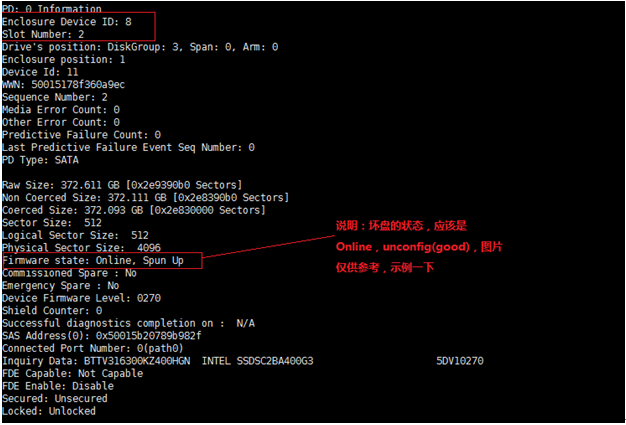 PD: 0 Information
Enclosure Device ID: 8
Slot Number: 2
Drive's position: DiskGroup: 3, Span: 0, Arm: 0
Enclosure position: 1
Device Id: 11
WWN: 50015178f360a9ec
Sequence Number: 2
Media Error Count: 0
Other Error Count: 0
Predictive Failure Count: 0
Last Predictive Failure Event Seq Number: 0
PD Type: SATA
Raw Size: 372.611 GB [0x2e9390b0 Sectors]
Non Coerced Size: 372.111 GB [0x2e8390b0 Sectors]
Coerced Size: 372.093 GB [0x2e830000 Sectors]
Sector Size:  512
Logical Sector Size:  512
Physical Sector Size:  4096
Firmware state: Online, Spun Up
Commissioned Spare : No
Emergency Spare : No
Device Firmware Level: 0270
Shield Counter: 0
Successful diagnostics completion on :  N/A
SAS Address(0): 0x50015b20789b982f
Connected Port Number: 0(path0)
Inquiry Data: BTTV316300KZ400HGN  INTEL SSDSC2BA400G3                     5DV10270
FDE Capable: Not Capable
FDE Enable: Disable
Secured: Unsecured
Locked: Unlocked
说明：坏盘的状态，应该是
Online，unconfig(good)，图片
仅供参考，示例一下